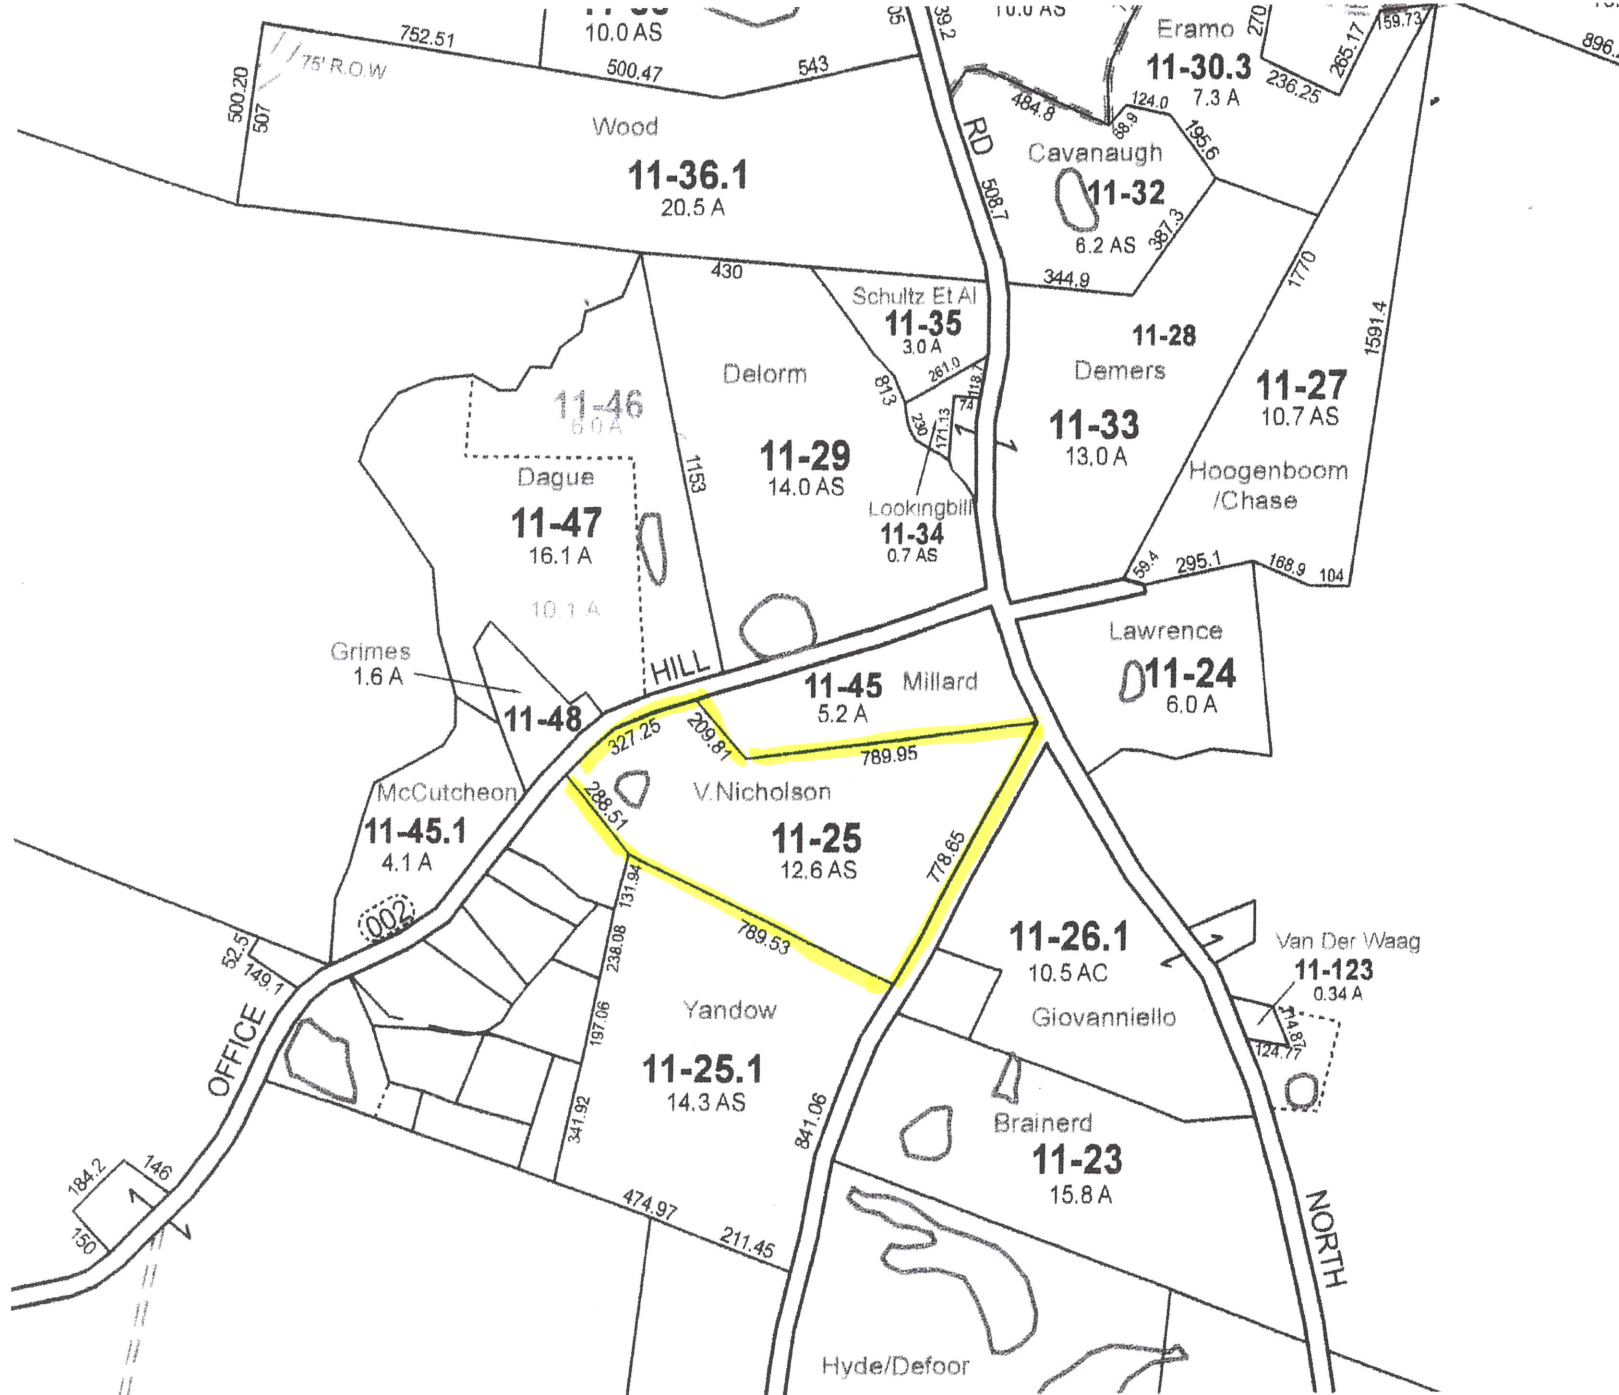 10.0 AS
752.51
500.47
543
500.20
507
75' R.O.W
Wood
11-36.1
20.5 A
39.2
05
10.0 AS
RD
508.7
Eramo
11-30.3
7.3 A
270
265.17
159.73
236.25
896.
484.8
124.0
68.9
195.6
Cavanaugh
11-32
6.2 AS
387.3
344.9
1770
1591.4
430
Schultz Et Al
11-35
3.0 A
261.0
118.7
74
171.13
230
813
11-28
Demers
11-33
13.0 A
11-27
10.7 AS
Hoogenboom
/Chase
Delorm
11-29
14.0 AS
1153
Lookingbill
11-34
0.7 AS
11-46
6.0 A
Dague
11-47
16.1 A
10.1 A
59.4
295.1
168.9
104
Grimes
1.6 A
11-48
HILL
11-45
5.2 A
Millard
Lawrence
11-24
6.0 A
327.25
209.81
789.95
288.51
V.Nicholson
11-25
12.6 AS
778.65
789.53
McCutcheon
11-45.1
4.1 A
002
131.94
238.08
197.06
341.92
52.5
149.1
OFFICE
Yandow
11-25.1
14.3 AS
841.06
474.97
211.45
11-26.1
10.5 AC
Giovanniello
Van Der Waag
11-123
0.34 A
114.87
124.77
Brainerd
11-23
15.8 A
NORTH
184.2
146
150
Hyde/Defoor